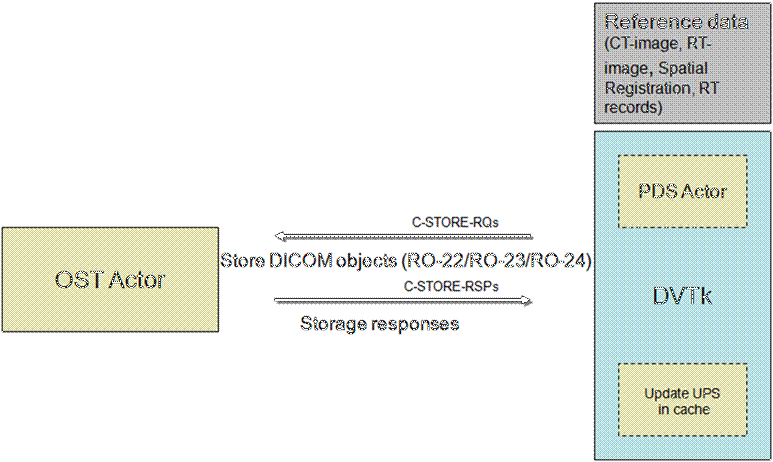 Reference data
(CT-image, RT-
image, Spatial
Registration, RT
records)
PDS Actor
C-STORE-RQs
Store DICOM objects (RO-22/RO-23/RO-24)
OST Actor
C-STORE-RSPs
DVTk
Storage responses
Update UPS
in cache